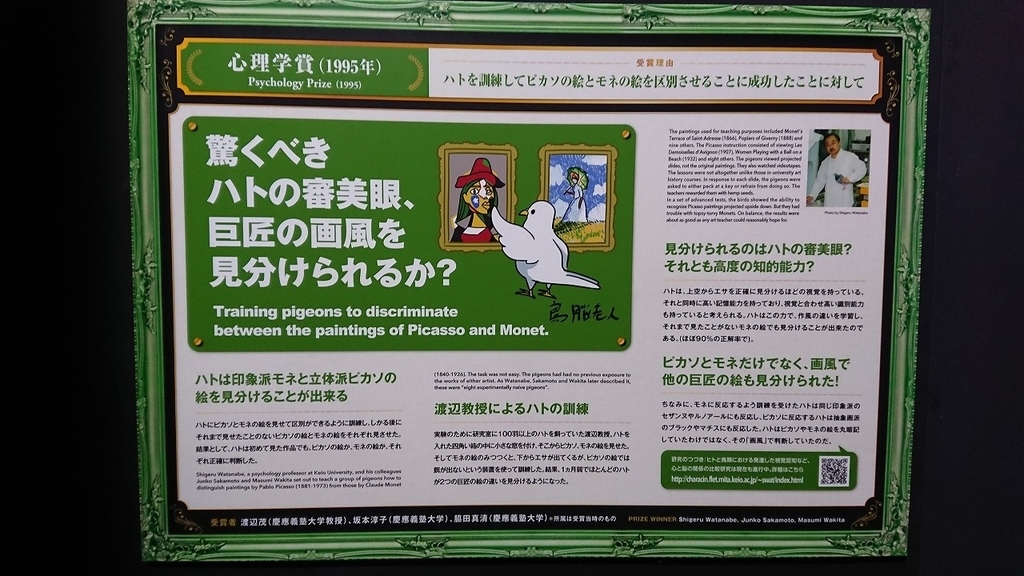 心理学賞(1995年)
Psychology Prize (1995)
受賞理由
ハトを訓練してピカソの絵とモネの絵を区別させることに成功したことに対して
驚くべき
ハトの審美眼、
巨匠の画風を
見分けられるか?
Training pigeons to discriminate
between the paintings of Picasso and Monet.
鳥脳老人
ハトは印象派モネと立体派ピカソの
絵を見分けることが出来る
ハトにピカソとモネの絵を見せて区別ができるように訓練し、しかる後に
それまで見せたことのないピカソの絵とモネの絵をそれぞれ見さた。
結果として、ハトは初めて見た作品でも、ピカソの絵か、モネの絵か、それ
ぞれ正確に判断した。
Shigeru Watanabe, a psychology professor at Keio University, and his colleagues
Junko Sakamoto and Masumi Wakita set out to teach a group of pigeons how to
distinguish paintings by Pablo Picasso (1881-1973) from those by Clauda Monet
(1840-1926). The task was not easy. The pigeons had had no previous exposure to
the works of either artist. As Watanabe, Sakamoto and Wakita later described it,
these were "eight experimentally naive pigeons".
渡辺教授によるハトの訓練
実験のために研究室に100羽以上のハトを飼っていた渡辺教授。ハトを
入れた四角い箱の中に小さな窓を付け、そこからピカソ、モネの絵を見せた。
そしてモネの絵のみつつくと、下からエサが出てくるが、ピカソの絵では
餌が出ないという装置を使って訓練した。結果、1ヵ月弱でほとんどのハト
が2つの巨匠の絵の違いを見分けるようになった。
The paintings used for teaching purposes included Monet's
Terrace of Saint-Adresse (1866), Poplars of Giverny (1888) and
nine others. The Picasso instruction consisted of viewing Les
Demoiselles d'Avignon (1907), Women Playing with a Ball on a
Beach (1932) and eight others. The pigeons viewed projected
slides, not the original paintings. They also watched videotapes.
The lessons were not altogether unlike those in university art
history courses. In response to each slide, the pigeons were
asked to either peck at a key or refrain from doing so. The
teachers rewarded them with hemp seeds.
In a set of advanced tests, the birds showed the ability to
recognize Picasso paintings projected upside down. But they had
trouble with topsy-turvy Monets. On balance, the results were
about as good as any art teacher could reasonably hope for.
Photo by Shigeru Watanabe
見分けられるのはハトの審美眼?
それとも高度の知的能力?
ハトは、上空からエサを正確に見分けるほどの視覚を持っている。
それと同時に高い記憶能力を持っており、視覚と合わせ高い識別能力
も持っていると考えられる。ハトはこの力で、作風の違いを学習し、
それまで見たことがないモネの絵でも見分けることが出来たので
ある。(ほぼ90%の正解率で)。
ピカソとモネだけでなく、画風で
他の巨匠の絵も見分けられた!
ちなみに、モネに反応するよう訓練を受けたハトは同じ印象派の
セザンヌやルノアールにも反応し、ピカソに反応するハトは抽象画派
のブラックやマチスにも反応した。ハトはピカソやモネの絵を丸暗記
していたわけではなく、その「画風」で判断していたのだ。
研究のつづき:ヒトと鳥類における発達した視覚認知など、
心と脳の関係の比較研究は現在も進行中。詳細はこちら
http://characin.flet.mita.keio.ac.jp/~swat/index.html
受賞者 渡辺茂(慶應義塾大学教授)、坂本淳子(慶應義塾大学)、脇田真清(慶應義塾大学)*所属は受賞当時のもの PRIZE WINNER Shigeru Watanabe, Junko Sakamoto, Masumi Wakita